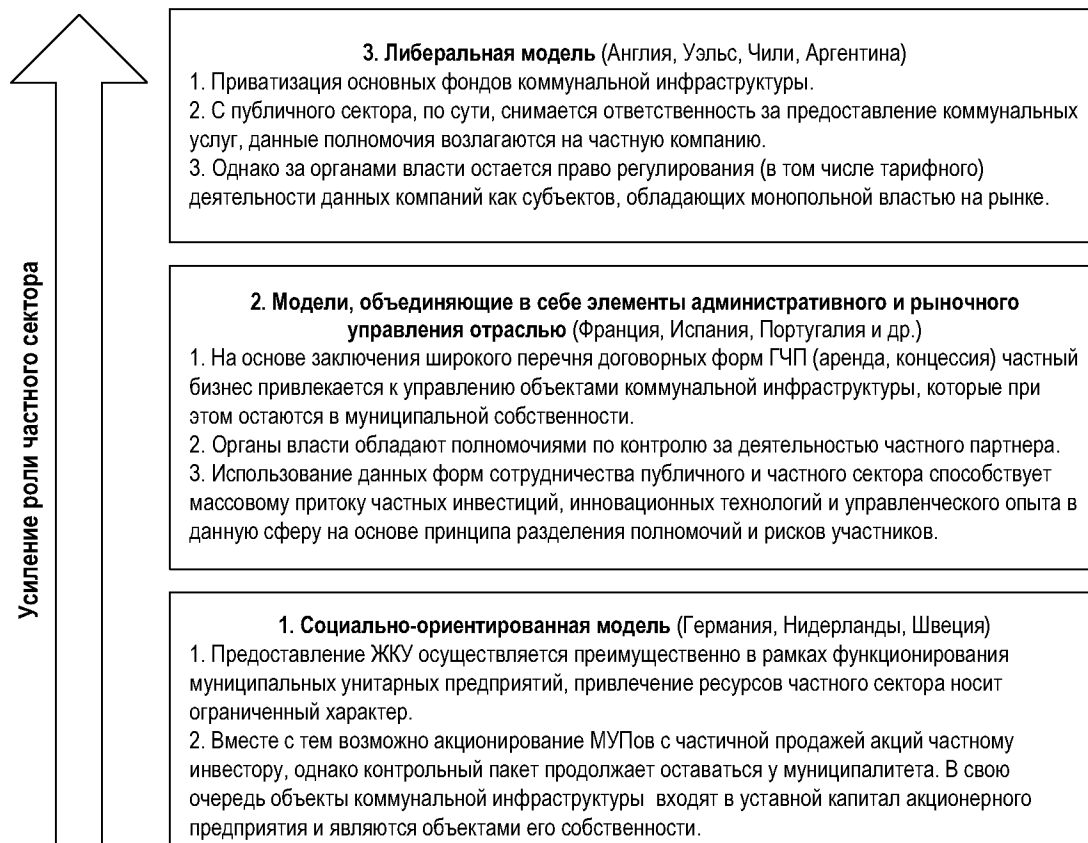 3. Либеральная модель (Англия, Уэльс, Чили, Аргентина)
1. Приватизация основных фондов коммунальной инфраструктуры.
2. С публичного сектора, по сути, снимается ответственность за предоставление коммунальных
услуг, данные полномочия возлагаются на частную компанию.
3. Однако за органами власти остается право регулирования (в том числе тарифного)
деятельности данных компаний как субъектов, обладающих монопольной властью на рынке.
Усиление роли частного сектора
2. Модели, объединяющие в себе элементы административного и рыночного
управления отраслью (Франция, Испания, Португалия и др.)
1. На основе заключения широкого перечня договорных форм ГЧП (аренда, концессия) частный
бизнес привлекается к управлению объектами коммунальной инфраструктуры, которые при
этом остаются в муниципальной собственности.
2. Органы власти обладают полномочиями по контролю за деятельностью частного партнера.
3. Использование данных форм сотрудничества публичного и частного сектора способствует
массовому притоку частных инвестиций, инновационных технологий и управленческого опыта в
данную сферу на основе принципа разделения полномочий и рисков участников.
1. Социально-ориентированная модель (Германия, Нидерланды, Швеция)
1. Предоставление ЖКУ осуществляется преимущественно в рамках функционирования
муниципальных унитарных предприятий, привлечение ресурсов частного сектора носит
ограниченный характер.
2. Вместе с тем возможно акционирование МУПов с частичной продажей акций частному
инвестору, однако контрольный пакет продолжает оставаться у муниципалитета. В свою
очередь объекты коммунальной инфраструктуры входят в уставной капитал акционерного
предприятия и являются объектами его собственности.